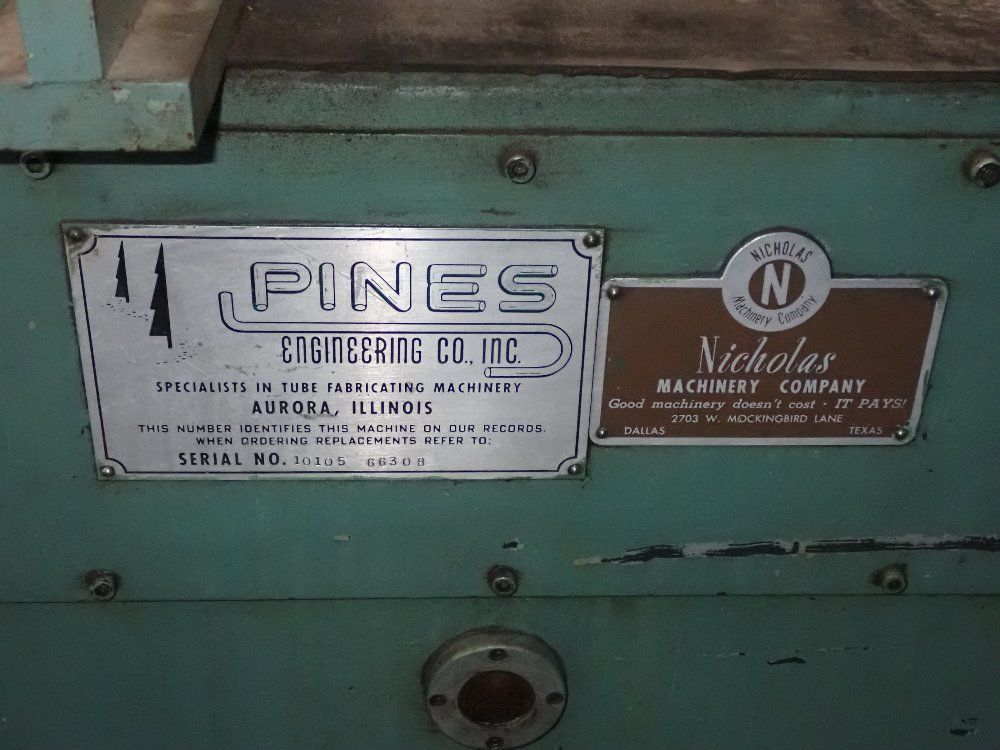 PINES
ENGINEERING CO., INC.
SPECIALISTS IN TUBE FABRICATING MACHINERY
AURORA, ILLINOIS
THIS NUMBER IDENTIFIES THIS MACHINE ON OUR RECORDS.
WHEN ORDERING REPLACEMENTS REFER TO:
SERIAL NO. 10105 66308
NICHOLAS
N
Machinery Company
Nicholas
MACHINERY COMPANY
Good machinery doesn't cost - IT PAYS!
2703 W. MOCKINGBIRD LANE
DALLAS TEXAS